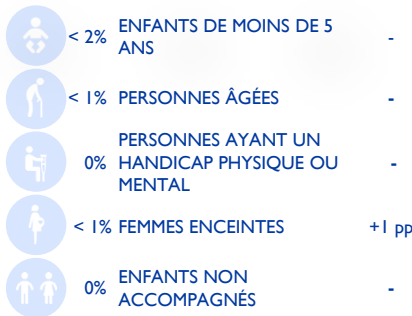 < 2% ENFANTS DE MOINS DE 5 -
ANS
< 1% PERSONNES ÂGÉES -
PERSONNES AYANT UN
0% HANDICAP PHYSIQUE OU -
MENTAL
< 1% FEMMES ENCEINTES +1 pp
0% ENFANTS NON -
ACCOMPAGNÉS